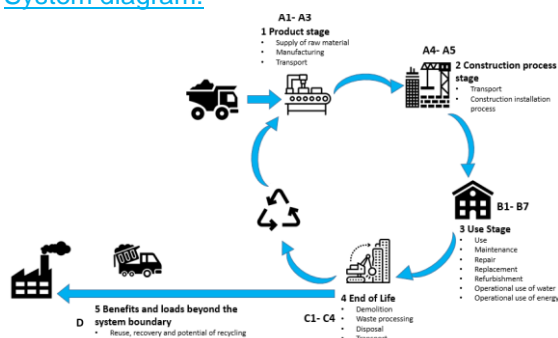 System diagram:
A1- A3
1 Product stage
• Supply of raw material
• Manufacturing
• Transport
A4- A5
2 Construction process
stage
• Transport
• Construction installation
process
B1- B7
3 Use Stage
• Use
• Maintenance
• Repair
• Replacement
• Refurbishment
• Operational use of water
• Operational use of energy
4 End of Life
C1- C4
• Demolition
• Waste processing
• Disposal
• Transport
5 Benefits and loads beyond the
D system boundary
• Reuse, recovery and potential of recycling